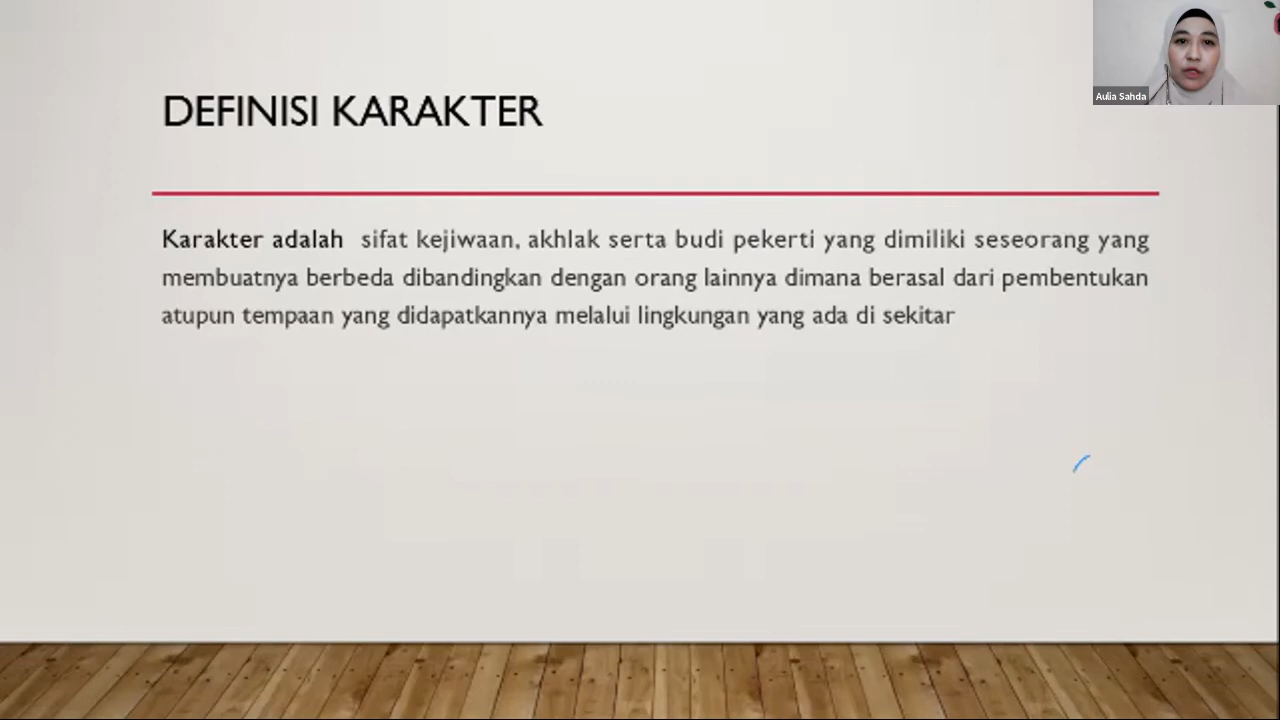 DEFINISI KARAKTER
Karakter adalah sifat kejiwaan, akhlak serta budi pekerti yang dimiliki seseorang yang
membuatnya berbeda dibandingkan dengan orang lainnya dimana berasal dari pembentukan
atupun tempaan yang didapatkannya melalui lingkungan yang ada di sekitar
Aulia Sahda